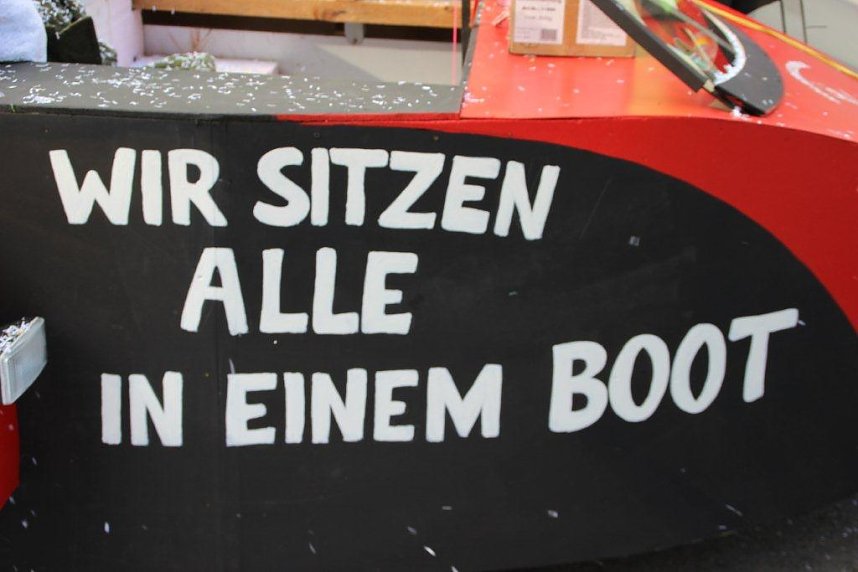 WIR SITZEN
ALLE
IN EINEM BOOT